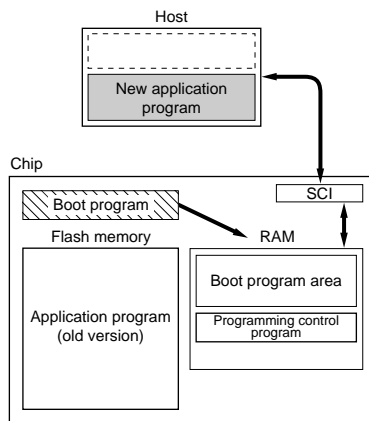 Host
New application
program
Chip
SCI
Boot program
Flash memory
RAM
Application program
(old version)
Boot program area
Programming control
program